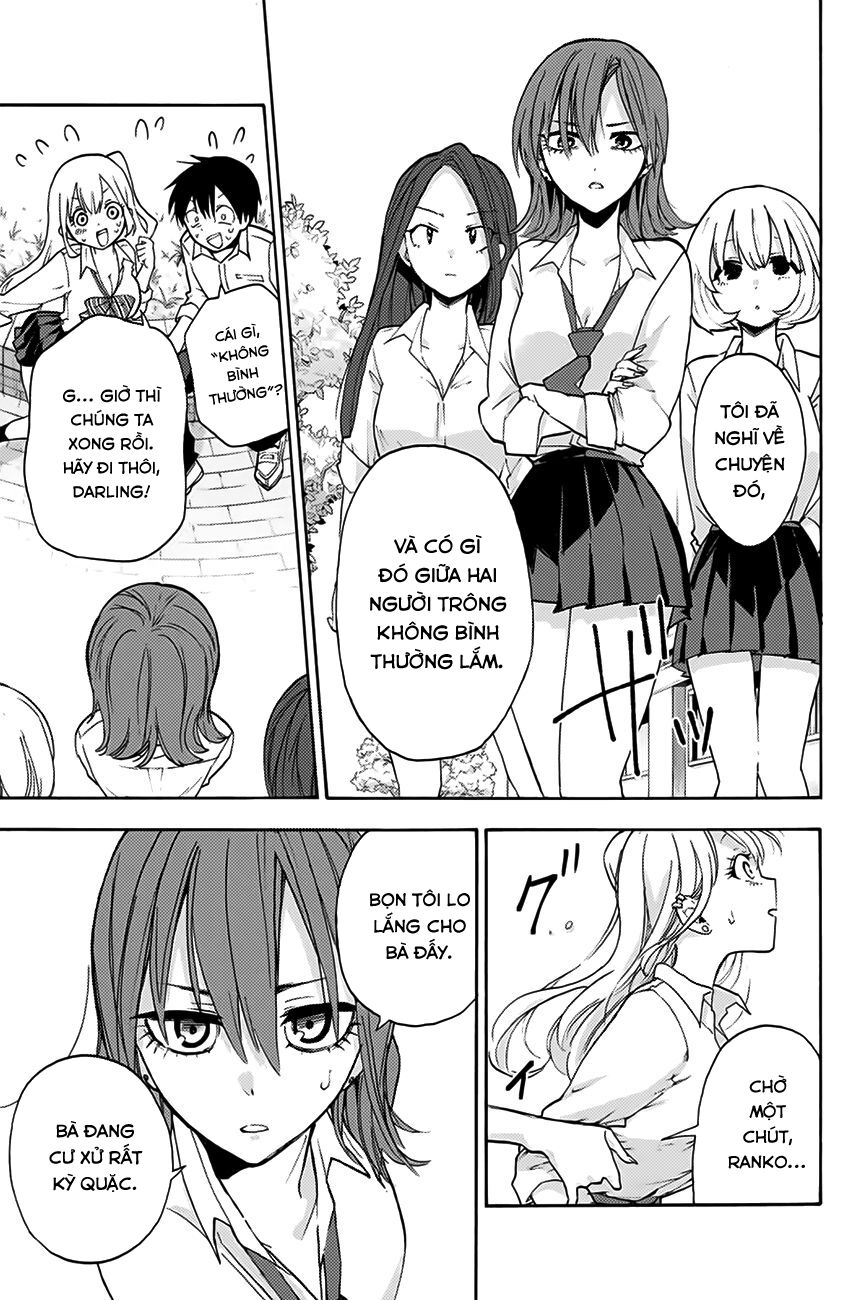 TÔI ĐÃ
NGHĨ VỀ
CHUYỆN
ĐÓ,
VÀ CÓ GÌ
ĐÓ GIỮA HAI
NGƯỜI TRÔNG
KHÔNG BÌNH
THƯỜNG LẮM.
CÁI GÌ,
“KHÔNG
BÌNH
THƯỜNG”?
G... GIỜ THÌ
CHÚNG TA
XONG RỒI.
HÃY ĐI THÔI,
DARLING!
グッ
CHỜ
MỘT
CHÚT,
RANKO...
BỌN TÔI LO
LẮNG CHO
BÀ ĐẤY.
BÀ ĐANG
CƯ XỬ RẤT
KỲ QUẶC.